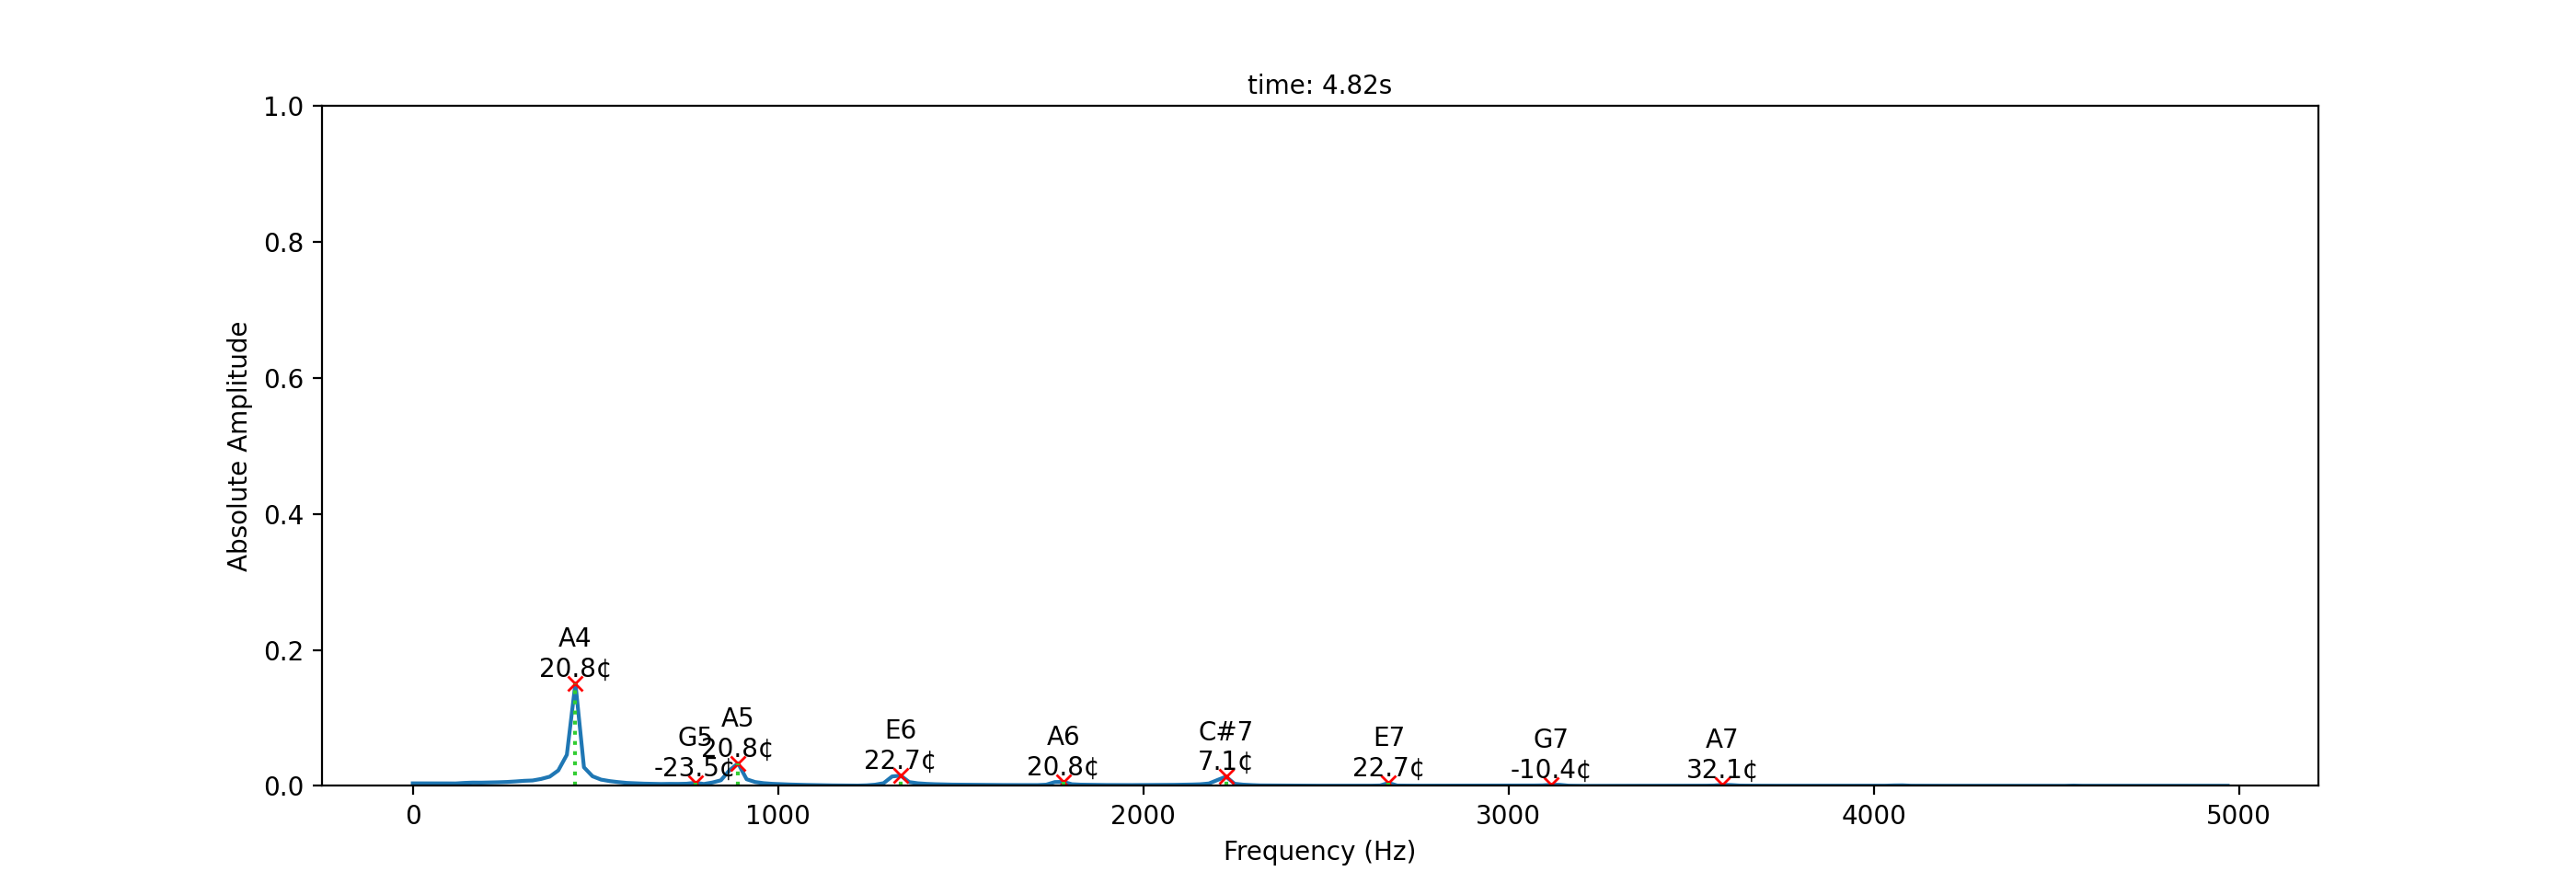 time: 4.82s
1.0
0.8
0.6
0.4
0.2
0.0
Absolute Amplitude
A4
20.8¢
G5
-23.5¢
A5
20.8¢
E6
22.7¢
A6
20.8¢
C#7
7.1¢
E7
22.7¢
G7
-10.4¢
A7
32.1¢
0
1000
2000
3000
4000
5000
Frequency (Hz)